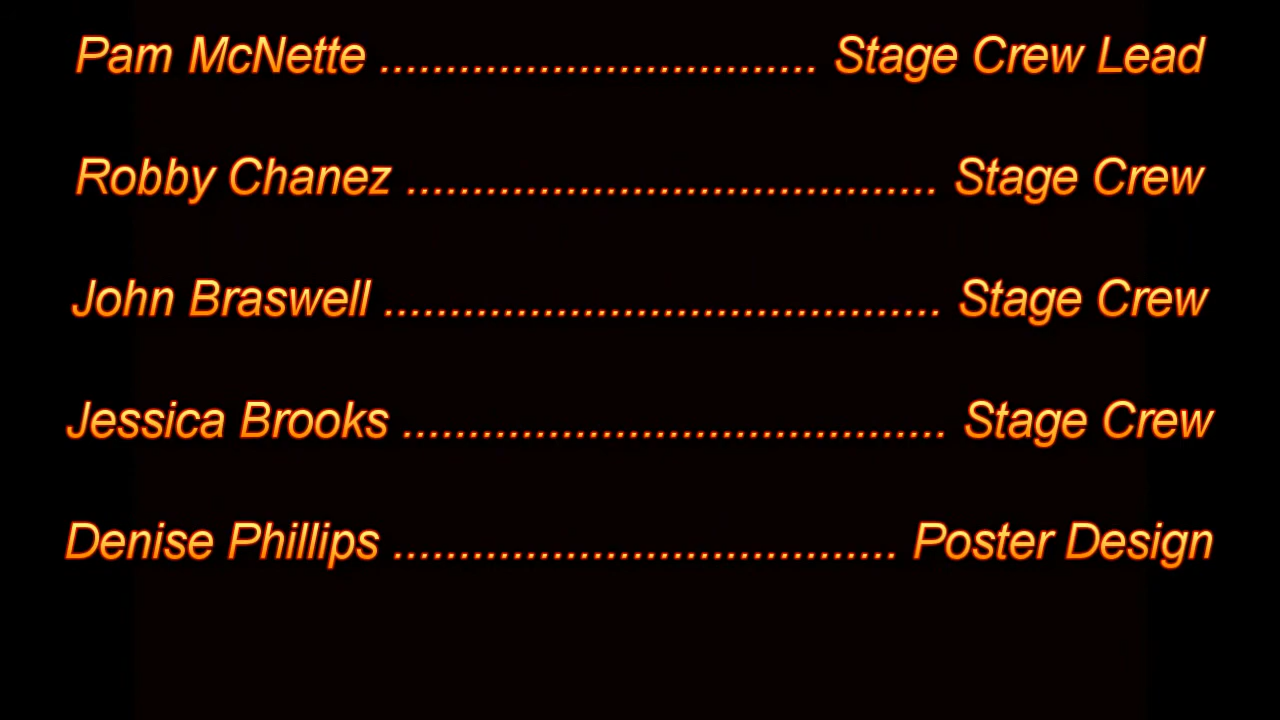 Pam McNette ................................. Stage Crew Lead
Robby Chanez ........................................ Stage Crew
John Braswell .......................................... Stage Crew
Jessica Brooks ......................................... Stage Crew
Denise Phillips ...................................... Poster Design